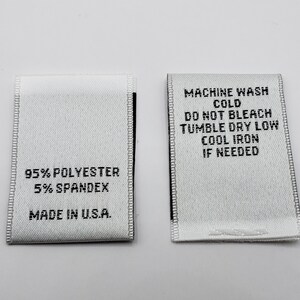 95% POLYESTER
5% SPANDEX
MADE IN U.S.A.
MACHINE WASH
COLD
DO NOT BLEACH
TUMBLE DRY LOW
COOL IRON
IF NEEDED